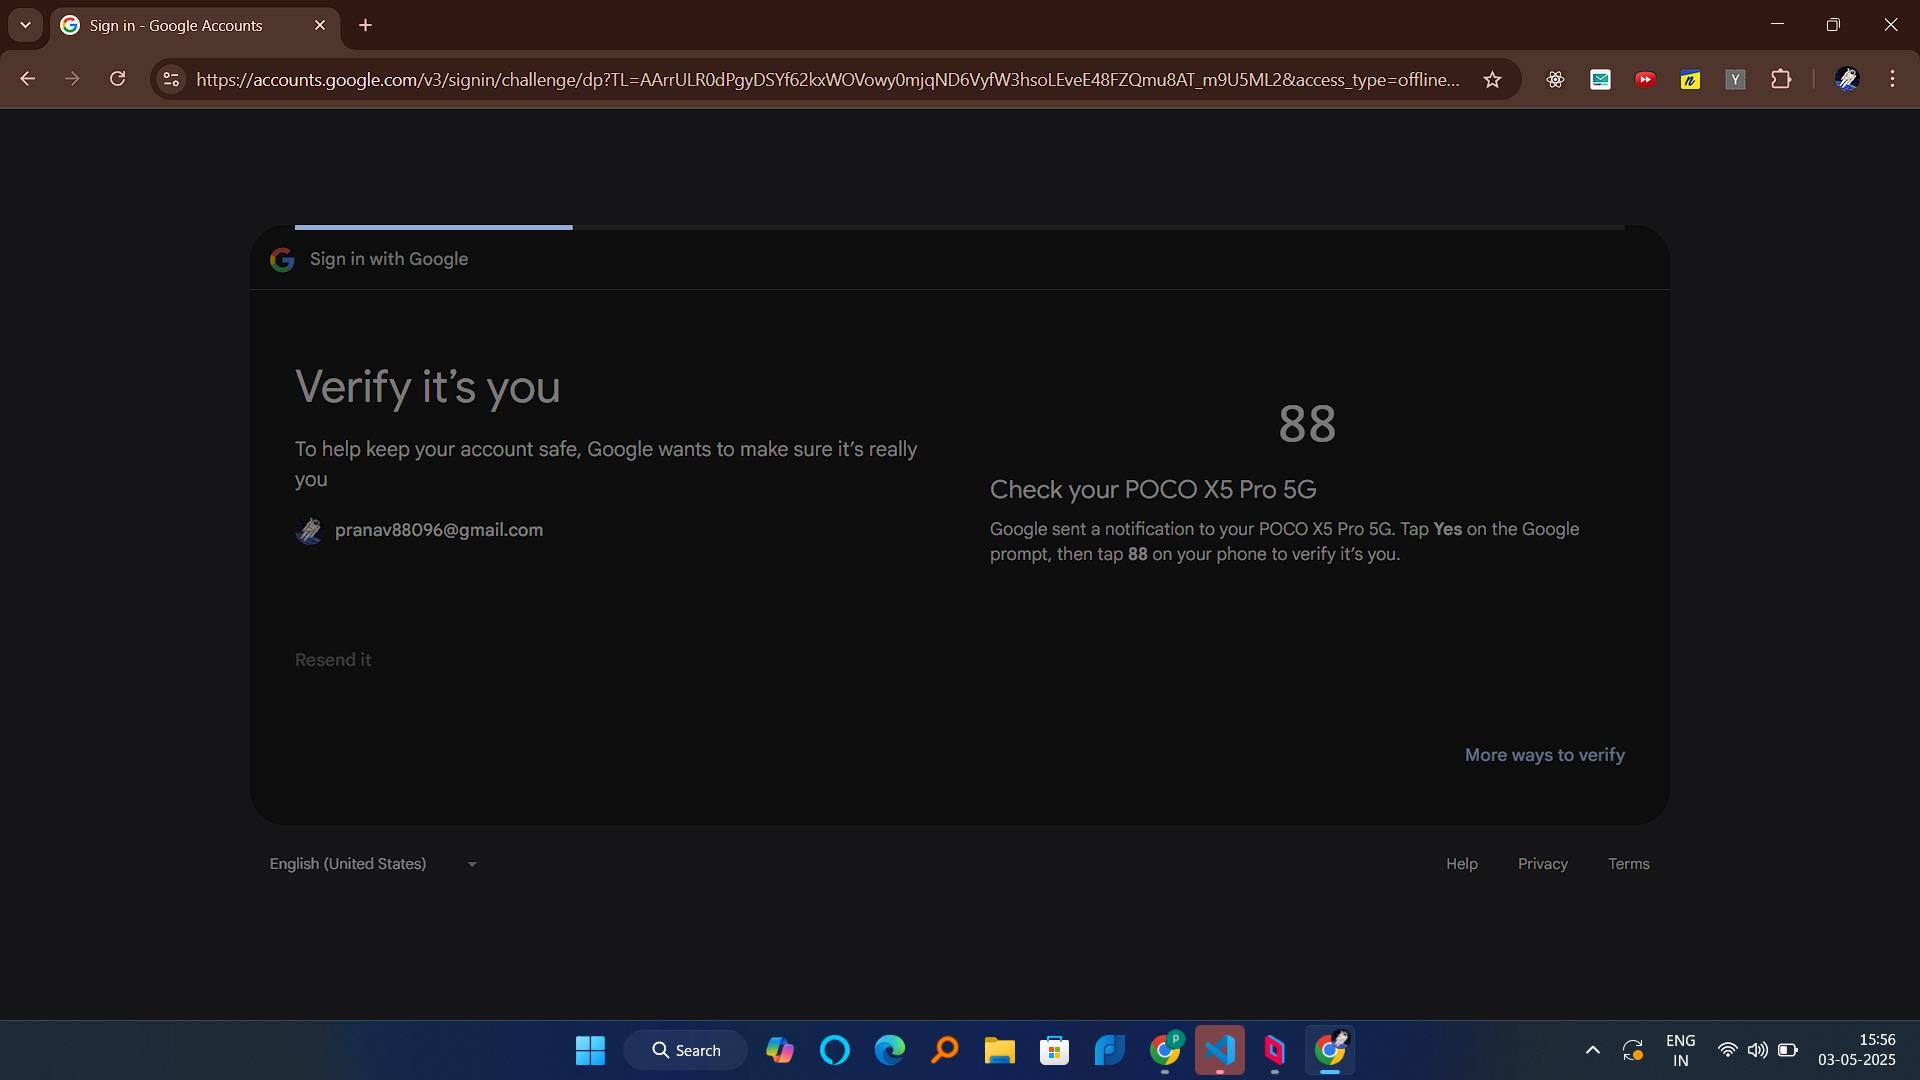 Sign in - Google Accounts
https://accounts.google.com/v3/signin/challenge/dp?TL=AArrULR0dPgyDSYf62kxWOVowy0mjqND6VyfW3hsoLEveE48FZQmu8AT_m9U5ML2&access_type=offline...
Sign in with Google
Verify it's you
To help keep your account safe, Google wants to make sure it's really
you
pranav88096@gmail.com
Resend it
88
Check your POCO X5 Pro 5G
Google sent a notification to your POCO X5 Pro 5G. Tap Yes on the Google
prompt, then tap 88 on your phone to verify it's you.
More ways to verify
English (United States)
Help Privacy Terms
Search
ENG
IN
15:56
03-05-2025